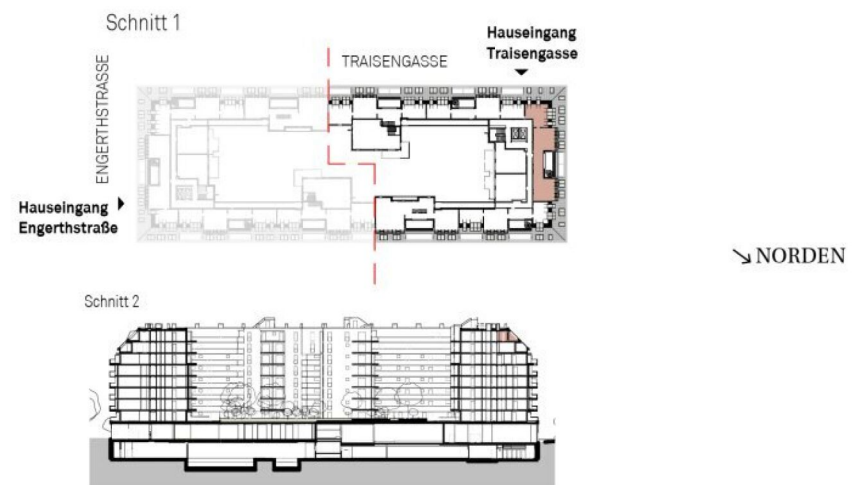 Schnitt 1
Hauseingang
Traisengasse
TRAISENGASSE
ENGERTHSTRASSE
Hauseingang
Engerthstraße
↘ NORDEN
Schnitt 2